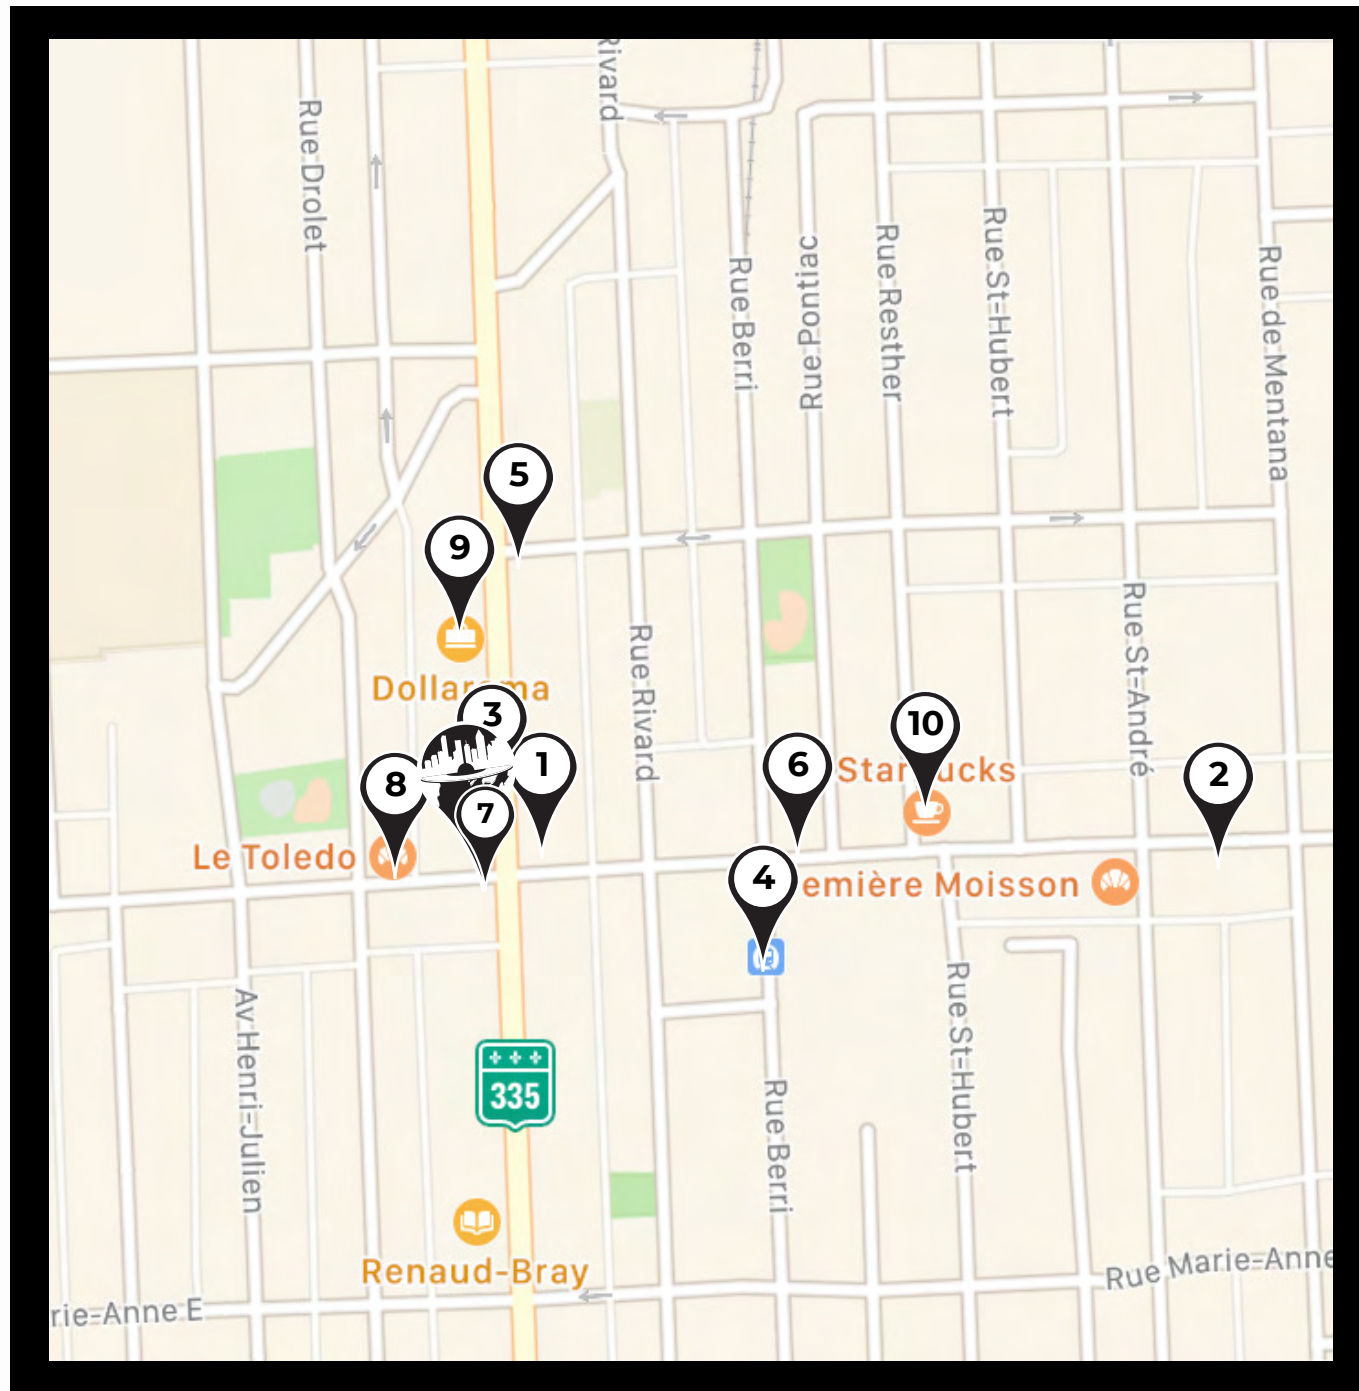 Rivard
Rue Drolet
Rue Berri
Rue Pontiac
Rue Resther
Rue St-Hubert
Rue de Mentana
5
9
Dollarama
3
1
8
7
6
10
Starbucks
2
Rue Rivard
Rue St-André
Le Toledo
4
emière Moisson
Av Henri-Julien
335
Rue Berri
Rue St-Hubert
Renaud-Bray
rie-Anne E
Rue Marie-Anne